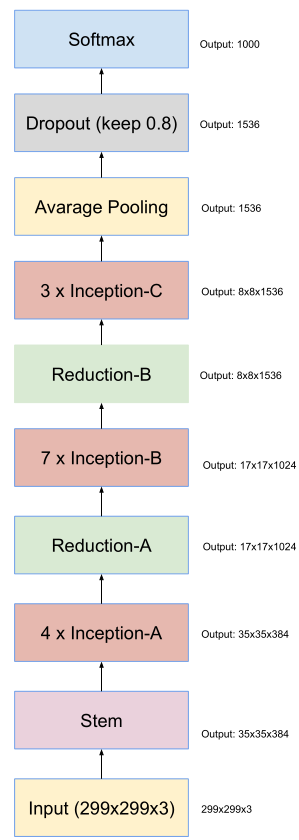 Softmax
Output: 1000
Dropout (keep 0.8)
Output: 1536
Avarage Pooling
Output: 1536
3 x Inception-C
Output: 8x8x1536
Reduction-B
Output: 8x8x1536
7 x Inception-B
Output: 17x17x1024
Reduction-A
Output: 17x17x1024
4 x Inception-A
Output: 35x35x384
Stem
Output: 35x35x384
Input (299x299x3)
299x299x3